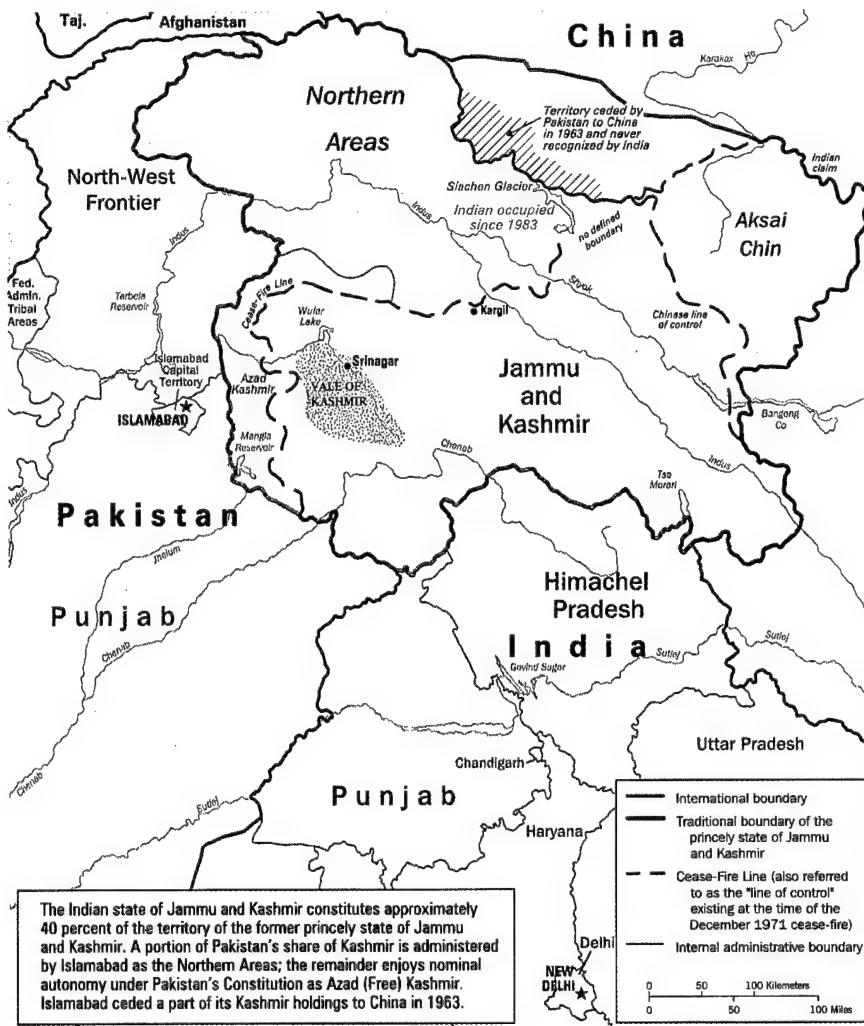 Taj.
Afghanistan
China
Karakax
He
Northern
Areas
Territory ceded by
Pakistan to China
in 1963 and never
recognized by India
Indian
claim
North-West
Frontier
Siachen Glacior
Indian occupied
since 1983
no defined
boundary
Aksai
Chin
Indus
Indus
Fed.
Admin.
Tribal
Areas
Terbela
Reservoir
Cease-Fire Line
Wular
Lake
Kargil
Shyok
Chinese line
of control
Islamabad
Capital
Territory
ISLAMABAD
Azad
Kashmir
Srinagar
VALE OF
KASHMIR
Jammu
and
Kashmir
Bangong
Co
Mangla
Reservoir
Chenab
Indus
Tso
Morari
Indus
Pakistan
Jhelum
Punjab
Chenab
Himachel
Pradesh
India
Sutlej
Sutlej
Govind Sagar
Uttar Pradesh
Chenab
Chandigarh
Punjab
Sutlej
Haryana
Delhi
NEW
DELHI
International boundary
Traditional boundary of the
princely state of Jammu
and Kashmir
Cease-Fire Line (also referred
to as the "line of control"
existing at the time of the
December 1971 cease-fire)
Internal administrative boundary
0 50 100 Kilometers
0 50 100 Miles
The Indian state of Jammu and Kashmir constitutes approximately
40 percent of the territory of the former princely state of Jammu
and Kashmir. A portion of Pakistan's share of Kashmir is administered
by Islamabad as the Northern Areas; the remainder enjoys nominal
autonomy under Pakistan's Constitution as Azad (Free) Kashmir.
Islamabad ceded a part of its Kashmir holdings to China in 1963.